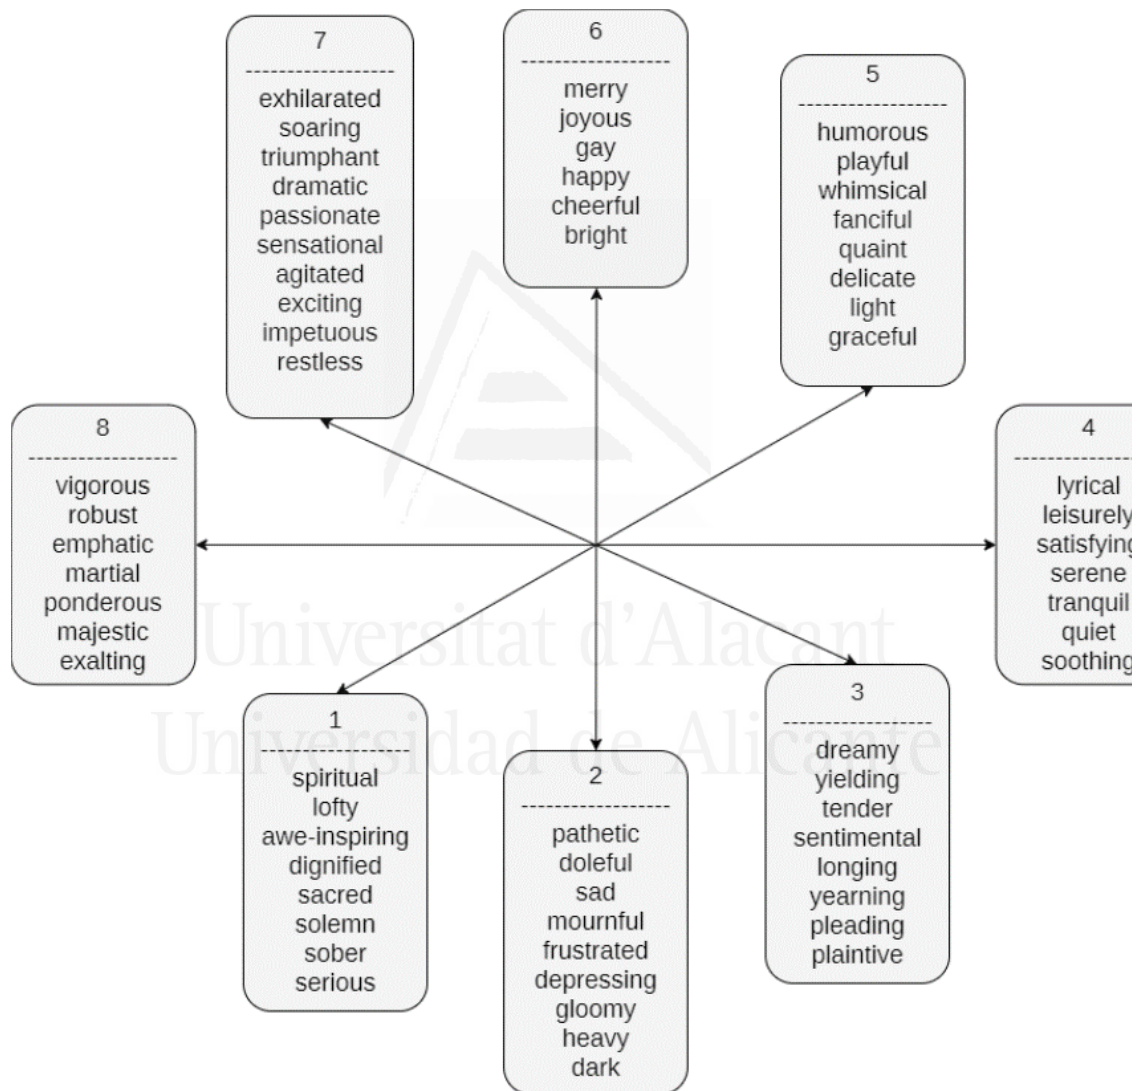 7
exhilarated
soaring
triumphant
dramatic
passionate
sensational
agitated
exciting
impetuous
restless
6
merry
joyous
gay
happy
cheerful
bright
5
humorous
playful
whimsical
fanciful
quaint
delicate
light
graceful
8
vigorous
robust
emphatic
martial
ponderous
majestic
exalting
4
lyrical
leisurely
satisfying
serene
tranquil
quiet
soothing
1
spiritual
lofty
awe-inspiring
dignified
sacred
solemn
sober
serious
2
pathetic
doleful
sad
mournful
frustrated
depressing
gloomy
heavy
dark
3
dreamy
yielding
tender
sentimental
longing
yearning
pleading
plaintive
Universitat d'Alacant
Universidad de Alicante